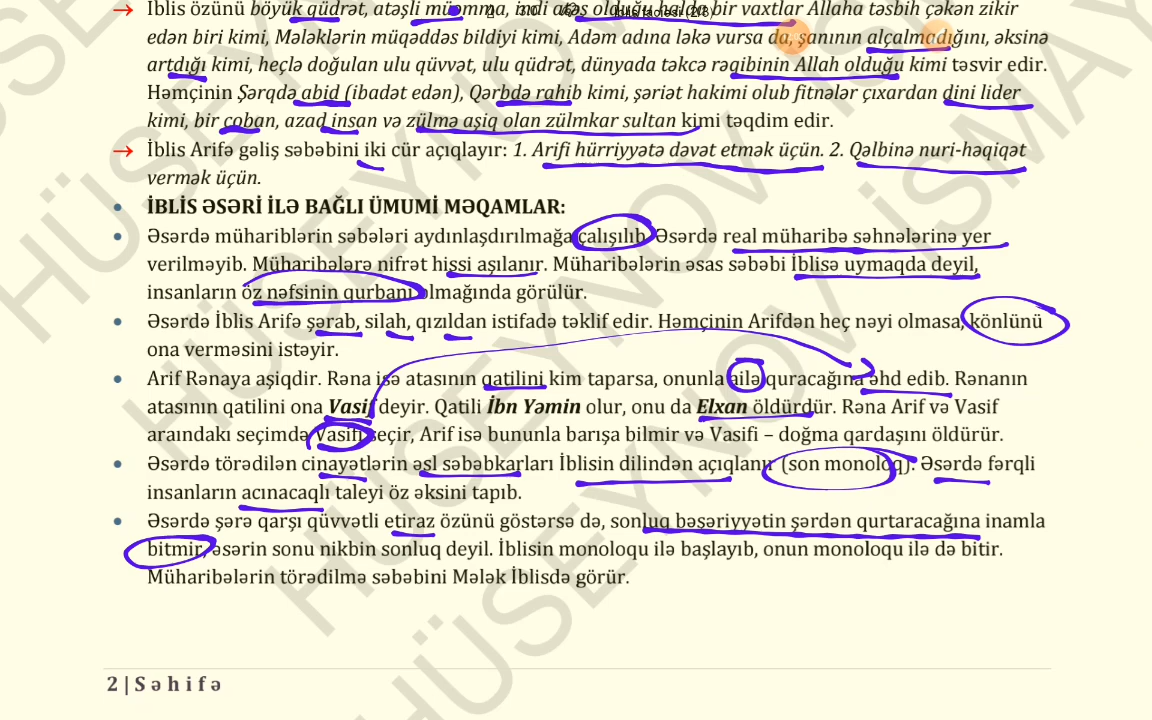 İblis özünü böyük qüdrət, atəşli müəmma, indi əbəs olduğu halda bir vaxtlar Allaha təsbih çəkən zikir
edən biri kimi, Mələklərin müqəddəs bildiyi kimi, Adəm adına ləkə vursa da, şanının alçalmadığını, əksinə
artdığı kimi, heçlə doğulan ulu qüvvət, ulu qüdrət, dünyada təkcə rəqibinin Allah olduğu kimi təsvir edir.
Həmçinin Şərqdə abid (ibadət edən), Qərbdə rahib kimi, şəriət hakimi olub fitnələr çıxardan dini lider
kimi, bir çoban, azad insan və zülmə aşiq olan zülmkar sultan kimi təqdim edir.
İblis Arifə gəliş səbəbini iki cür açıqlayır: 1. Arifi hürriyyətə dəvət etmək üçün. 2. Qəlbinə nuri-həqiqət
vermək üçün.
İBLİS ƏSƏRİ İLƏ BAĞLI ÜMUMİ MƏQAMLAR:
Əsərdə müharibələrin səbələri aydınlaşdırılmağa çalışılıb. Əsərdə real müharibə səhnələrinə yer
verilməyib. Müharibələrə nifrət hissi aşılanır. Müharibələrin əsas səbəbi İblisə uymaqda deyil,
insanların öz nəfsinin qurbanı olmağında görülür.
Əsərdə İblis Arifə şərab, silah, qızıldan istifadə təklif edir. Həmçinin Arifdən heç nəyi olmasa, könlünü
ona verməsini istəyir.
Arif Rənaya aşiqdir. Rəna isə atasının qatilini kim taparsa, onunla ailə quracağına əhd edib. Rənanın
atasının qatilini ona Vasif deyir. Qatili İbn Yəmin olur, onu da Elxan öldürdür. Rəna Arif və Vasif
araındakı seçimdə Vasifi seçir, Arif isə bununla barışa bilmir və Vasifi – doğma qardaşını öldürür.
Əsərdə törədilən cinayətlərin əsl səbəbkarları İblisin dilindən açıqlanır (son monoloq). Əsərdə fərqli
insanların acınacaqlı taleyi öz əksini tapıb.
Əsərdə şərə qarşı qüvvətli etiraz özünü göstərsə də, sonluq bəşəriyyətin şərdən qurtaracağına inamla
bitmir, əsərin sonu nikbin sonluq deyil. İblisin monoloqu ilə başlayıb, onun monoloqu ilə də bitir.
Müharibələrin törədilmə səbəbini Mələk İblisdə görür.
2 | S ə h i f ə
HÜSEYNOV İSMAY
HÜSEYNOV İSMAY
HÜSEYNOV